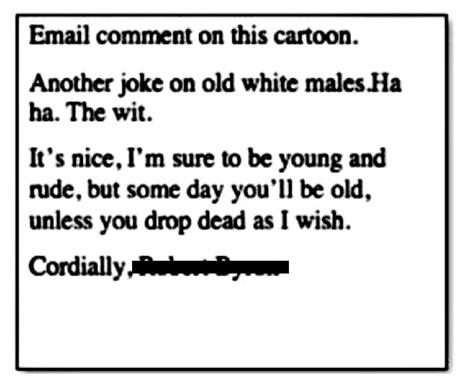 Email comment on this cartoon.
Another joke on old white males.Ha
ha. The wit.
It's nice, I'm sure to be young and
rude, but some day you'll be old,
unless you drop dead as I wish.
Cordially,